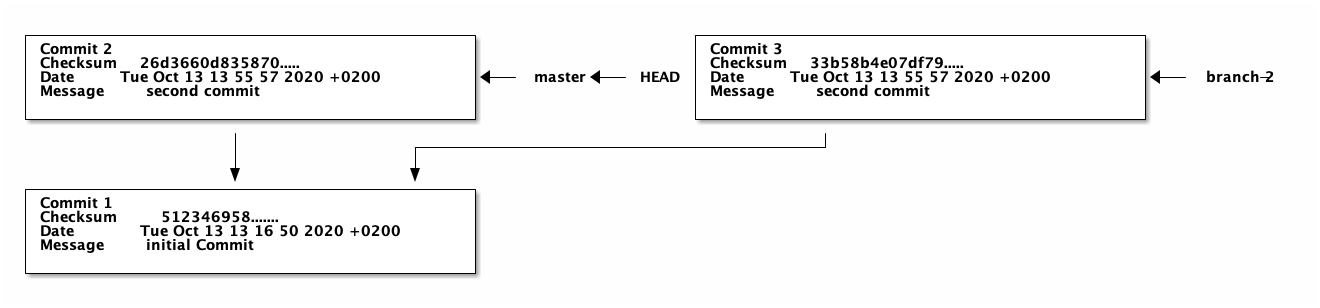 Commit 2
Checksum 26d3660d835870.....
Date Tue Oct 13 13 55 57 2020 +0200
Message second commit
master
HEAD
Commit 3
Checksum 33b58b4e07df79.....
Date Tue Oct 13 13 55 57 2020 +0200
Message second commit
branch-2
Commit 1
Checksum 512346958.......
Date Tue Oct 13 13 16 50 2020 +0200
Message initial Commit